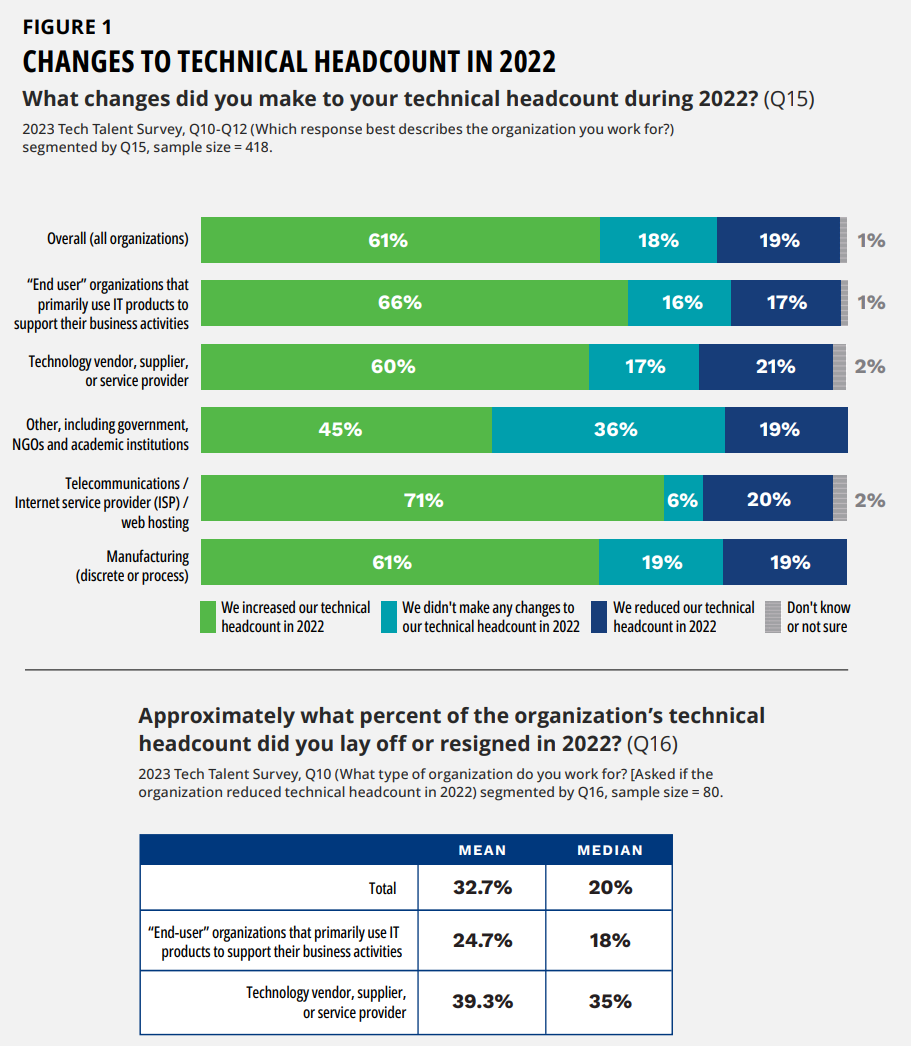 FIGURE 1
CHANGES TO TECHNICAL HEADCOUNT IN 2022
What changes did you make to your technical headcount during 2022? (Q15)
2023 Tech Talent Survey, Q10-Q12 (Which response best describes the organization you work for?)
segmented by Q15, sample size = 418.
Overall (all organizations)
61% 18% 19% 1%
“End user” organizations that
primarily use IT products to
support their business activities
66% 16% 17% 1%
Technology vendor, supplier,
or service provider
60% 17% 21% 2%
Other, including government,
NGOs and academic institutions
45% 36% 19%
Telecommunications /
Internet service provider (ISP) /
web hosting
71% 6% 20% 2%
Manufacturing
(discrete or process)
61% 19% 19%
We increased our technical
headcount in 2022
We didn't make any changes to
our technical headcount in 2022
We reduced our technical
headcount in 2022
Don't know
or not sure
Approximately what percent of the organization’s technical
headcount did you lay off or resigned in 2022? (Q16)
2023 Tech Talent Survey, Q10 (What type of organization do you work for? [Asked if the
organization reduced technical headcount in 2022) segmented by Q16, sample size = 80.
MEAN MEDIAN
Total 32.7% 20%
“End-user” organizations that primarily use IT
products to support their business activities
24.7% 18%
Technology vendor, supplier,
or service provider
39.3% 35%